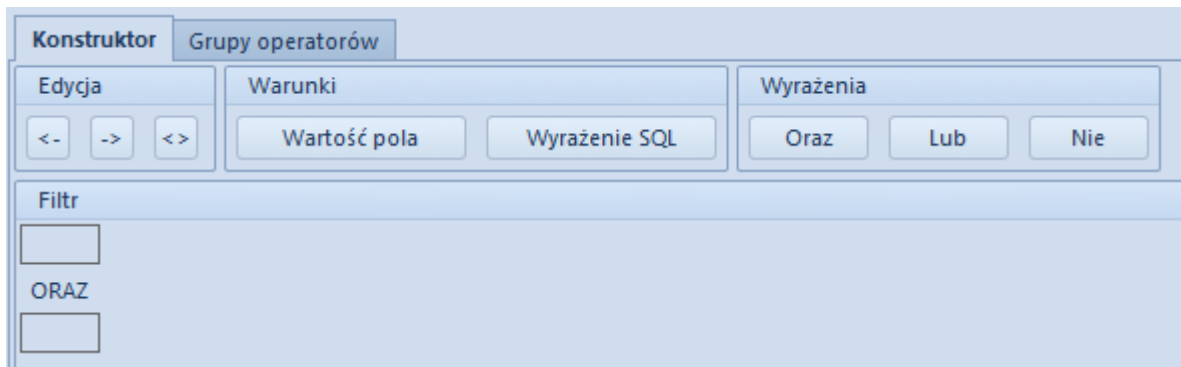 Konstruktor Grupy operatorów
Edycja Warunki Wyrażenia
<- -> <> Wartość pola Wyrażenie SQL Oraz Lub Nie
Filtr
ORAZ